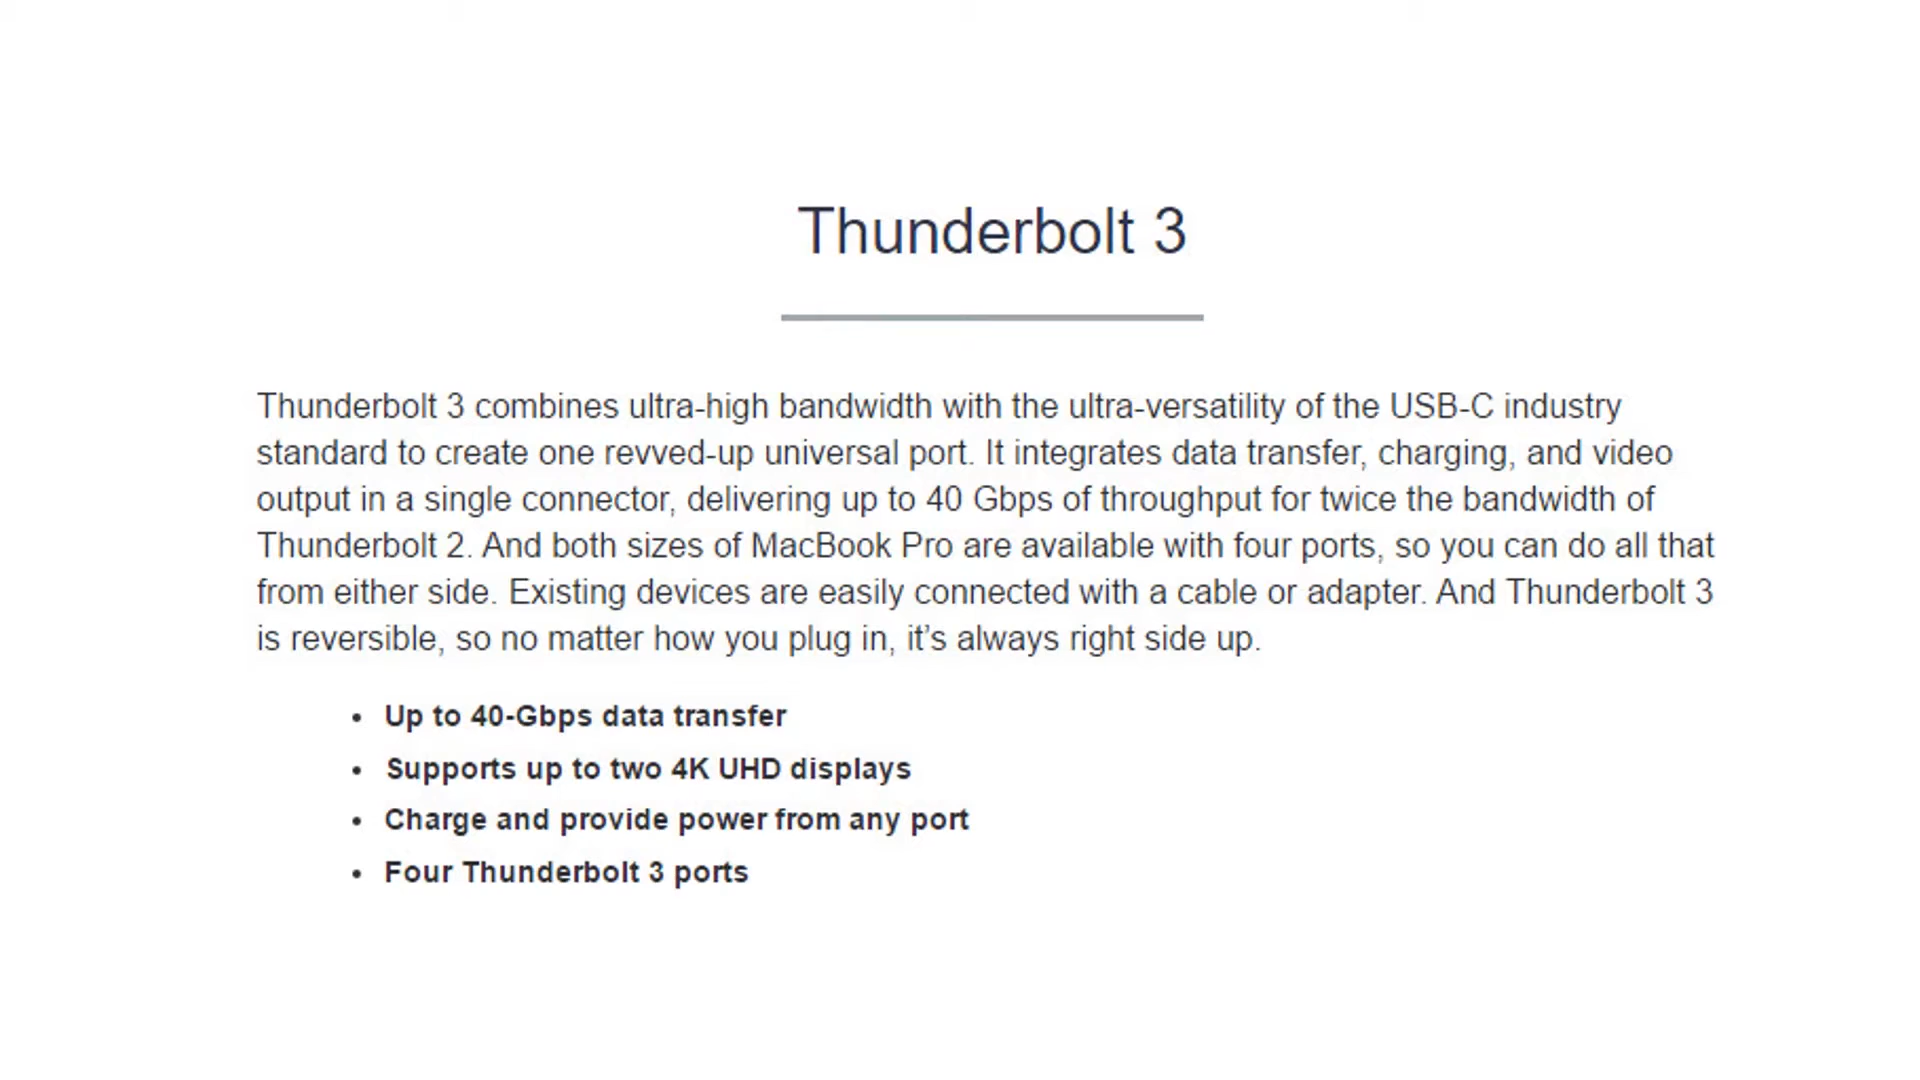 Thunderbolt 3
Thunderbolt 3 combines ultra-high bandwidth with the ultra-versatility of the USB-C industry
standard to create one revved-up universal port. It integrates data transfer, charging, and video
output in a single connector, delivering up to 40 Gbps of throughput for twice the bandwidth of
Thunderbolt 2. And both sizes of MacBook Pro are available with four ports, so you can do all that
from either side. Existing devices are easily connected with a cable or adapter. And Thunderbolt 3
is reversible, so no matter how you plug in, it’s always right side up.
• Up to 40-Gbps data transfer
• Supports up to two 4K UHD displays
• Charge and provide power from any port
• Four Thunderbolt 3 ports